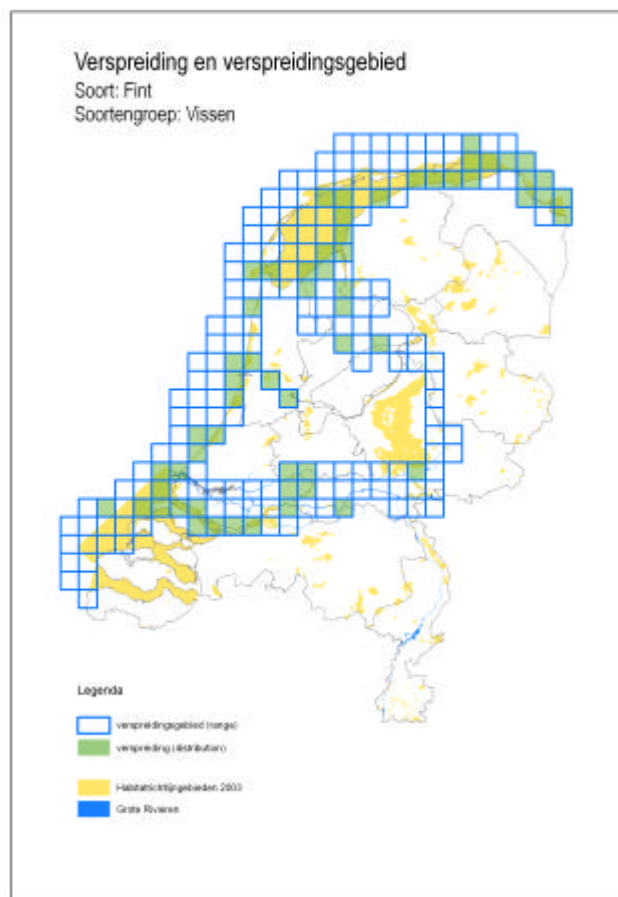 Verspreiding en verspreidingsgebied
Soort: Fint
Soortengroep: Vissen
Legenda
verspreidingsgebied (range)
verspreiding (distribution)
Habitatrichtlijngebieden 2003
Grote Rivieren